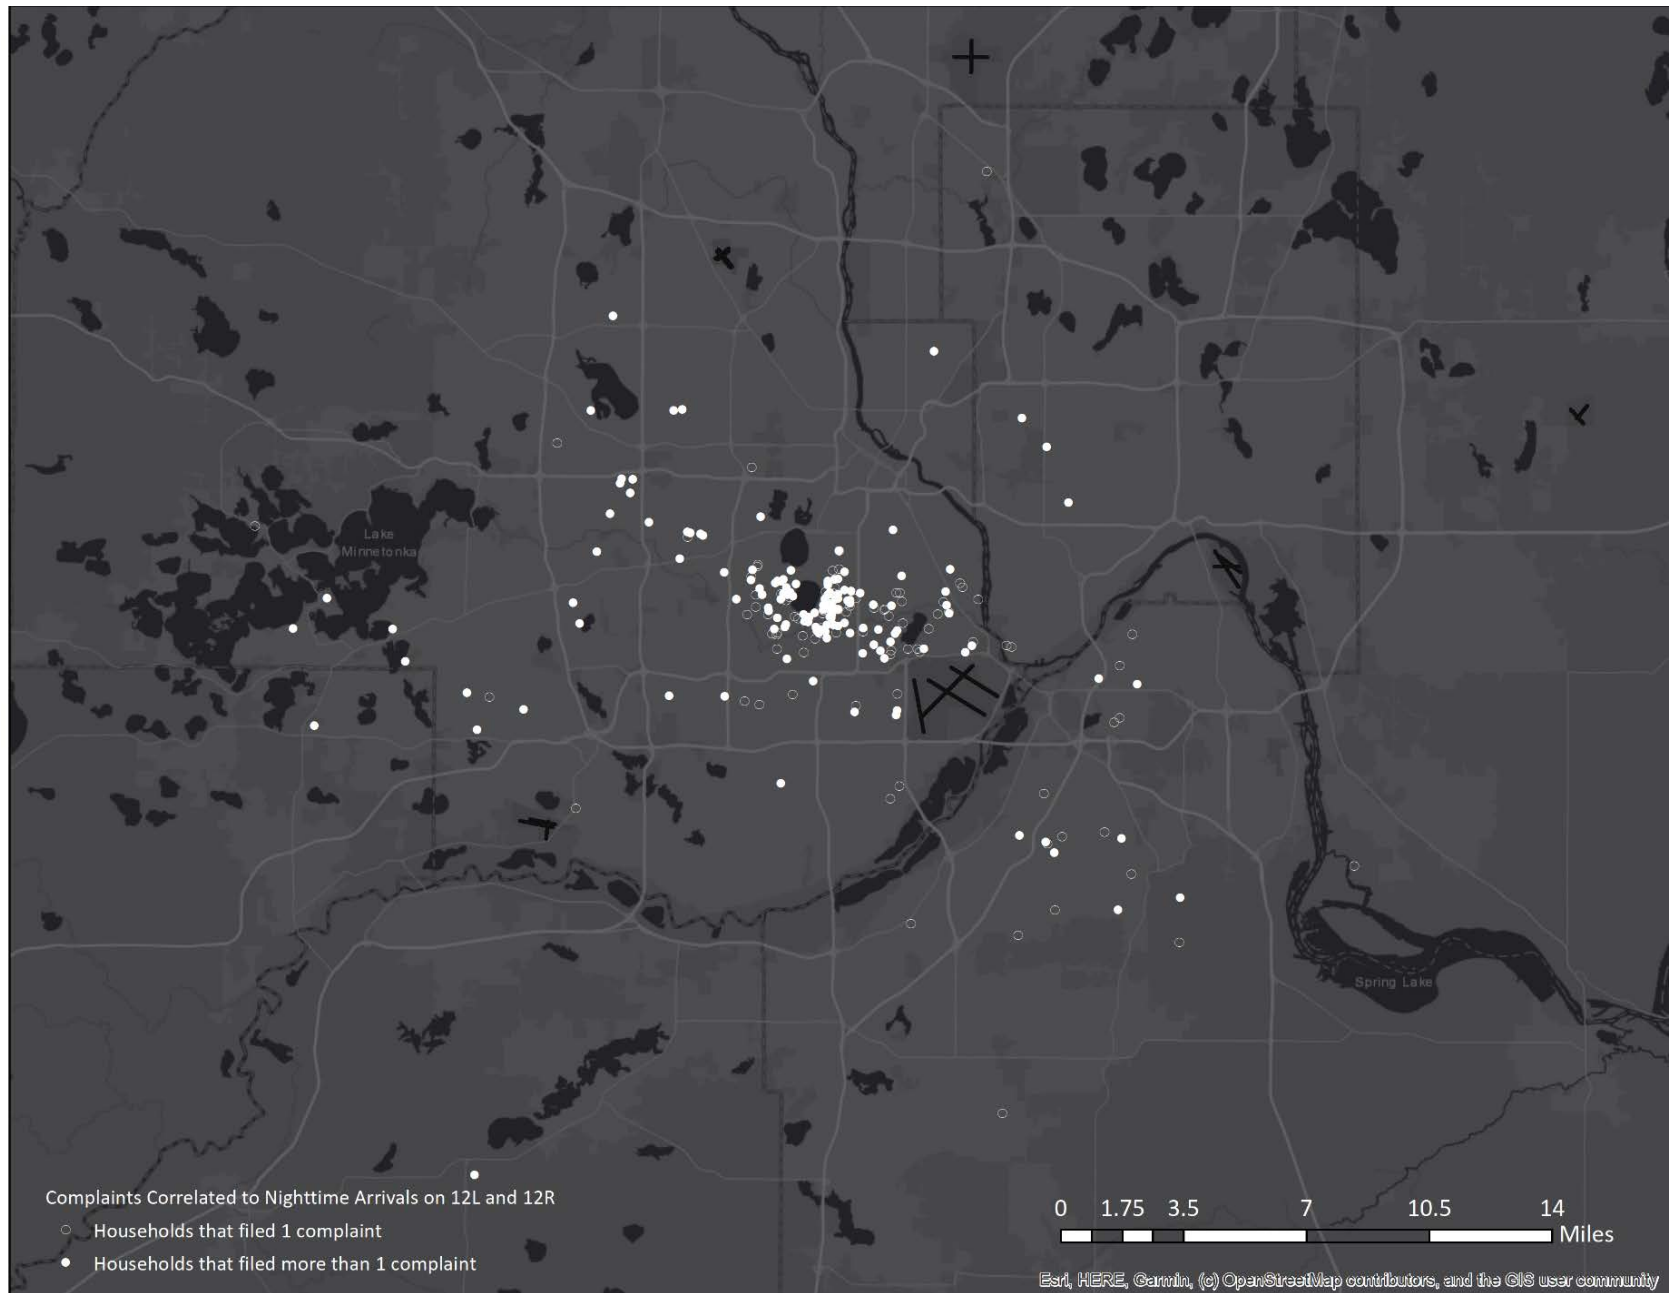 Lake
Minnetonka
Spring Lake
Complaints Correlated to Nighttime Arrivals on 12L and 12R
Households that filed 1 complaint
Households that filed more than 1 complaint
0 1.75 3.5 7 10.5 14
Miles
Esri, HERE, Garmin, (c) OpenStreetMap contributors, and the GIS user community